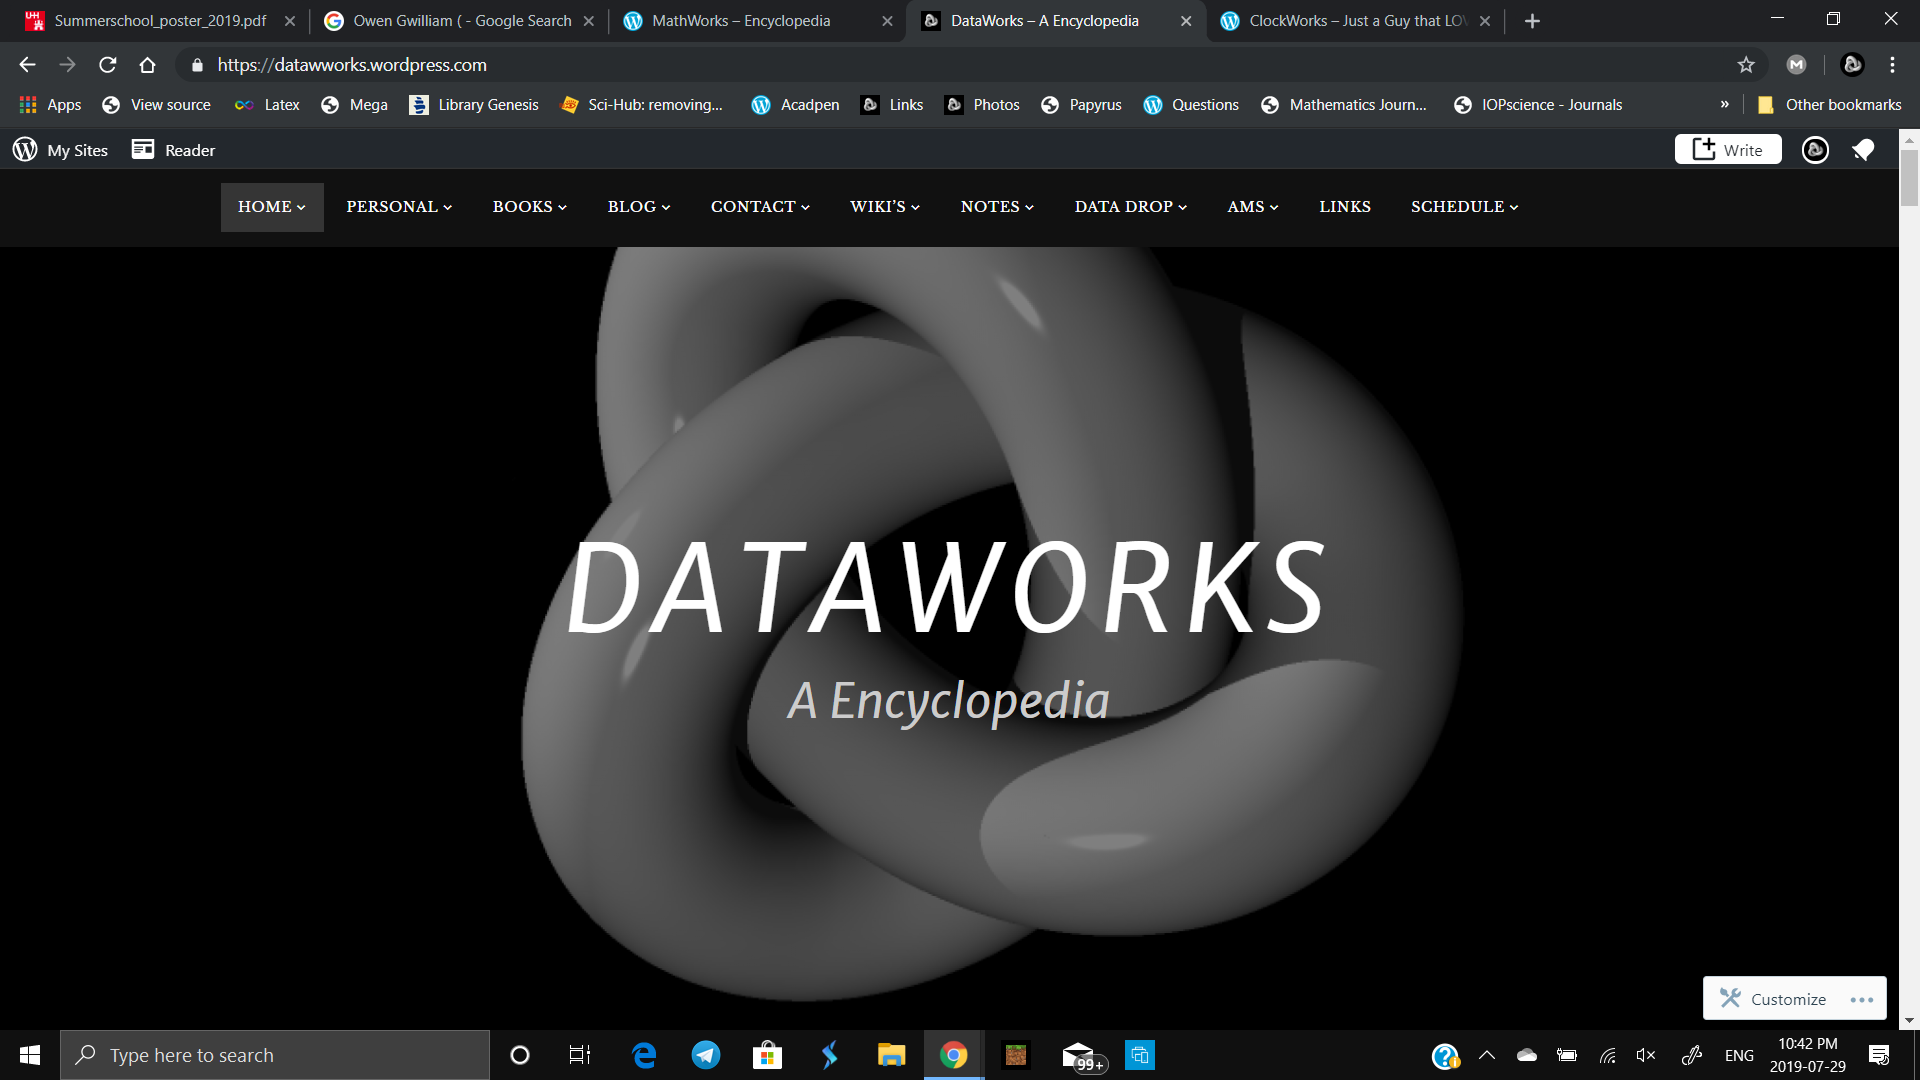 Summerschool_poster_2019.pdf
Owen Gwilliam ( - Google Search
MathWorks – Encyclopedia
DataWorks – A Encyclopedia
ClockWorks – Just a Guy that LO
https://datawworks.wordpress.com
Apps
View source
Latex
Mega
Library Genesis
Sci-Hub: removing...
Acadpen
Links
Photos
Papyrus
Questions
Mathematics Journ...
IOPscience - Journals
»
Other bookmarks
My Sites
Reader
Write
HOME
PERSONAL
BOOKS
BLOG
CONTACT
WIKI'S
NOTES
DATA DROP
AMS
LINKS
SCHEDULE
DATAWORKS
A Encyclopedia
Customize
Type here to search
99+
ENG
10:42 PM
2019-07-29